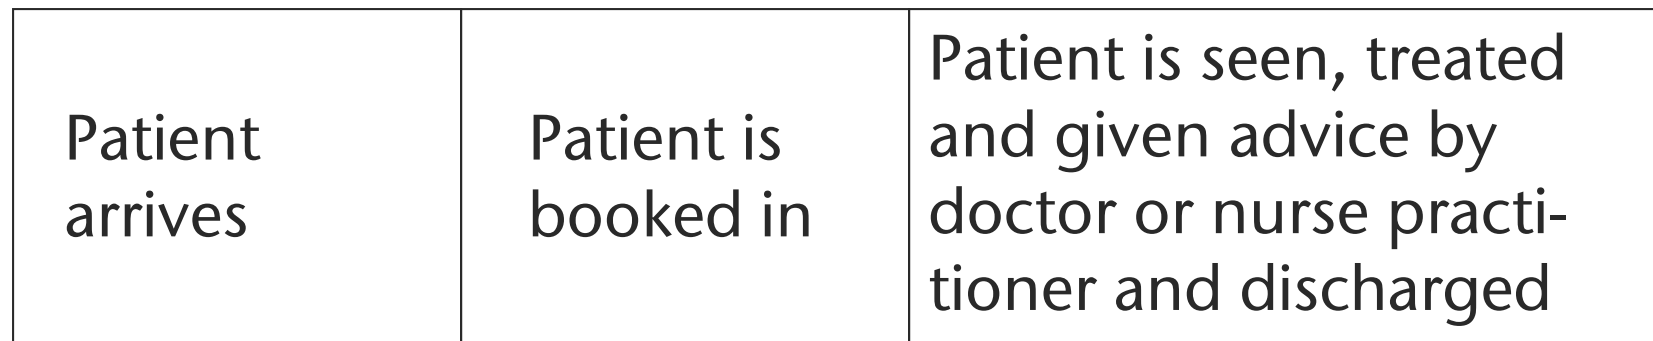 Patient
arrives
Patient is
booked in
Patient is seen, treated
and given advice by
doctor or nurse practi-
tioner and discharged